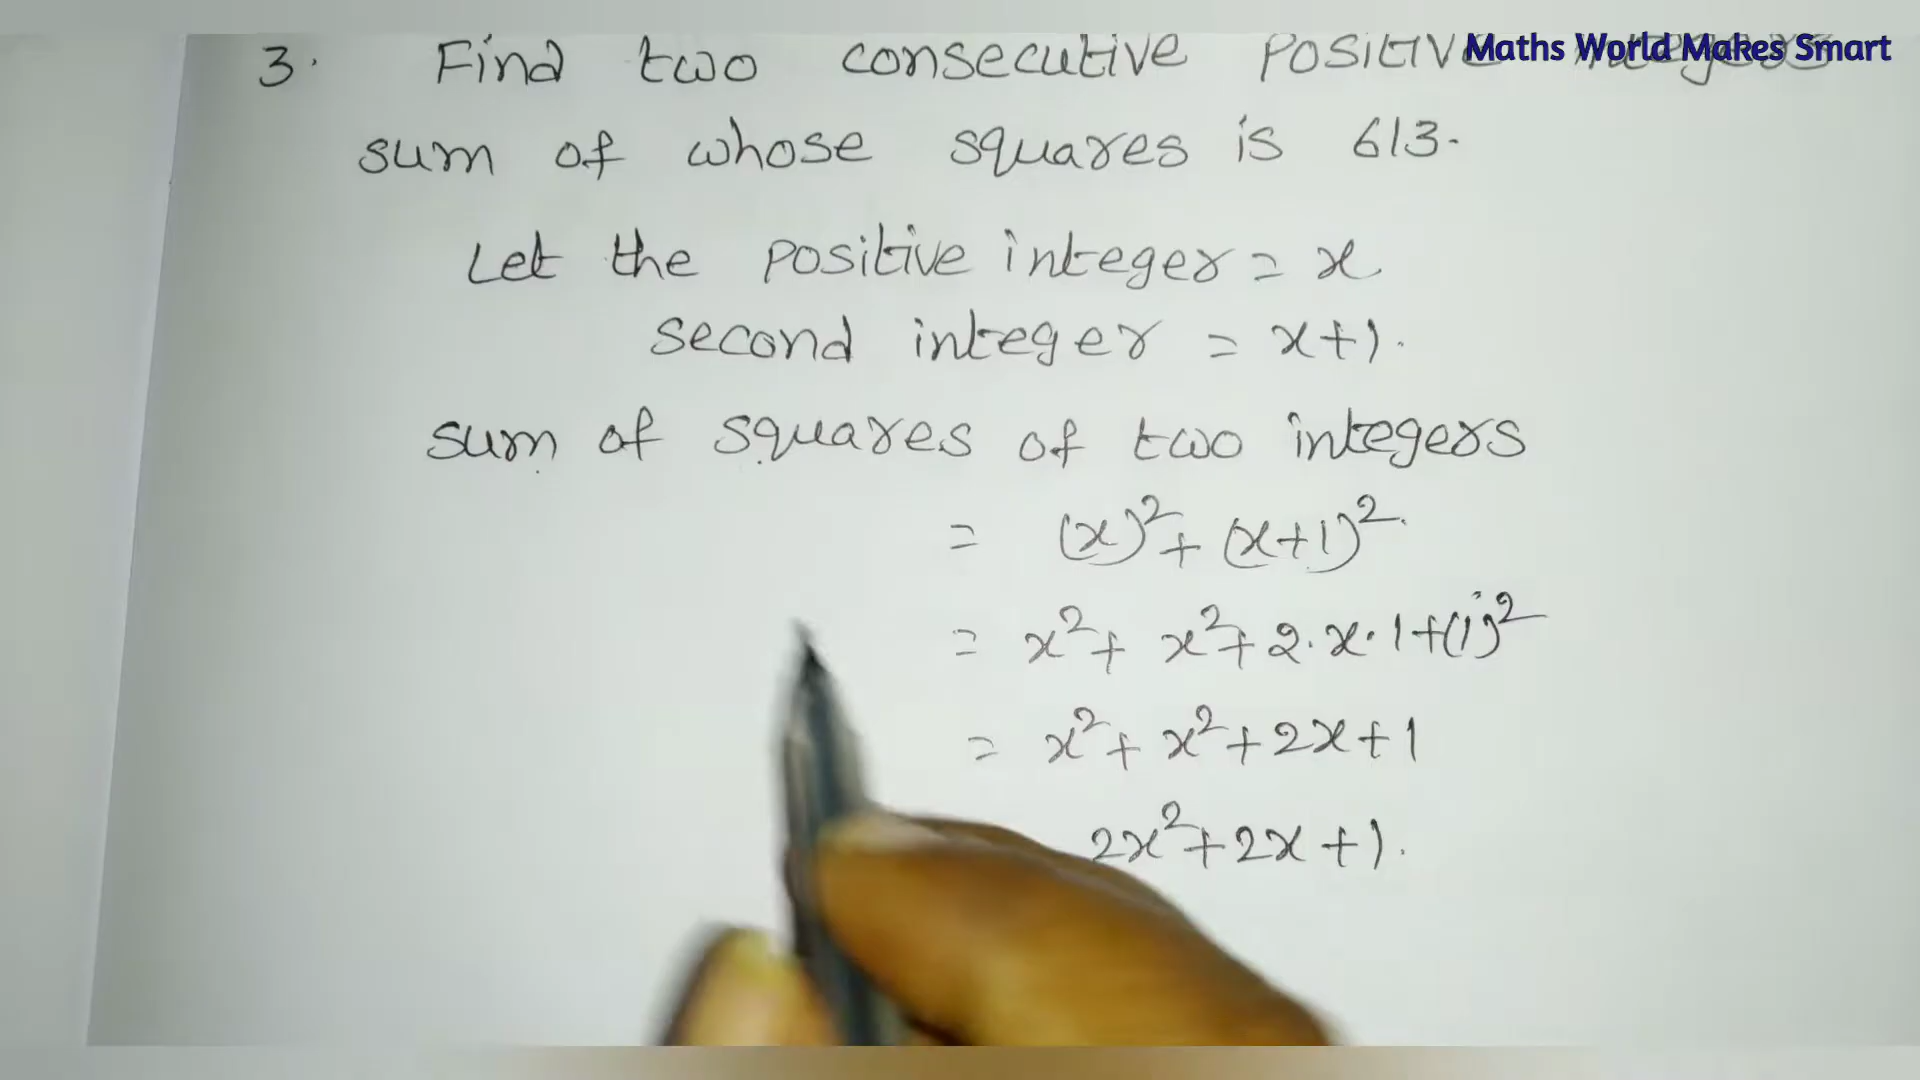 Maths World Makes Smart
3. Find two consecutive positive integers
sum of whose squares is 613.
Let the positive integer = x
second integer = x+1.
sum of squares of two integers
= (x)²+ (x+1)².
= x²+ x²+2.x.1+(1)²
= x²+ x²+2x+1
2x²+2x+1.